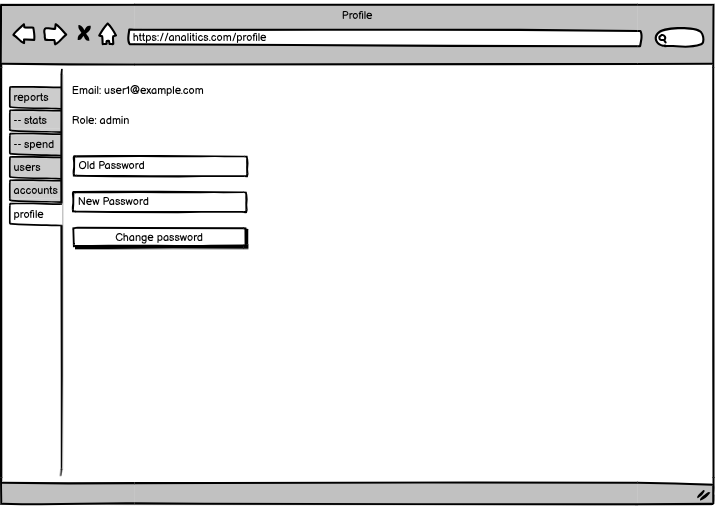 Profile
https://analitics.com/profile
reports
-- stats
-- spend
users
accounts
profile
Email: user1@example.com
Role: admin
Old Password
New Password
Change password